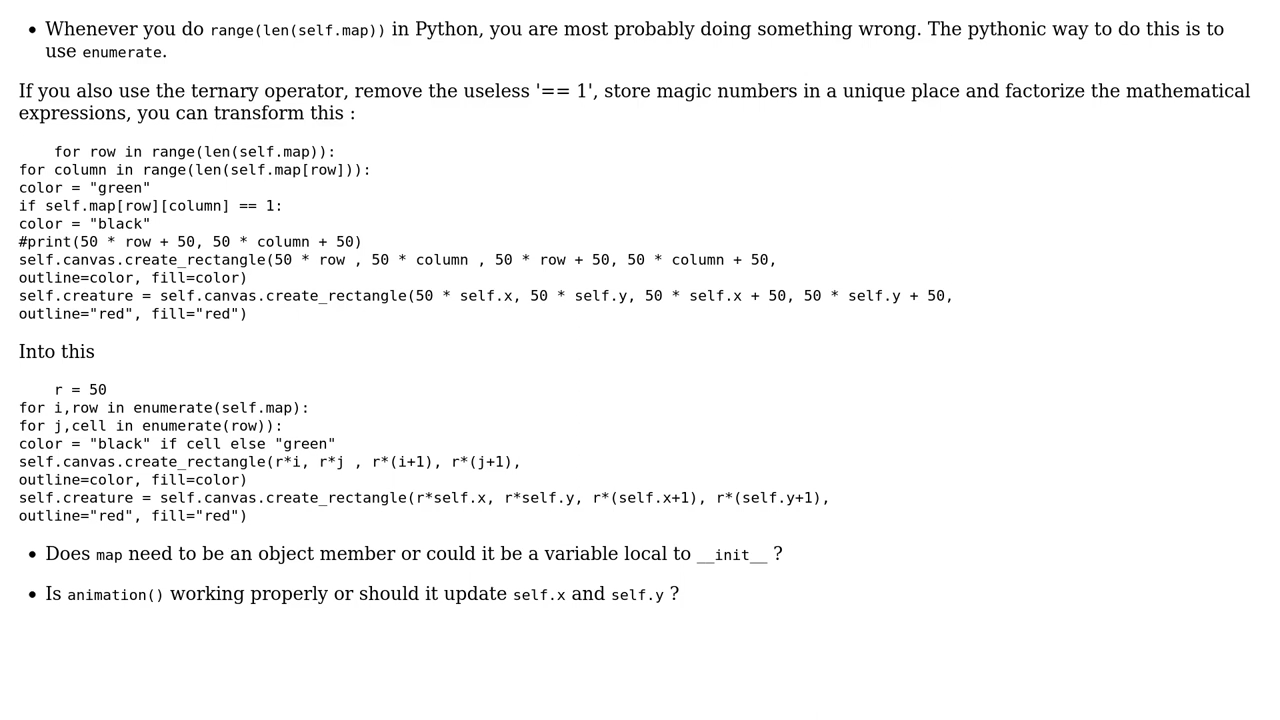 • Whenever you do range(len(self.map)) in Python, you are most probably doing something wrong. The pythonic way to do this is to
use enumerate.
If you also use the ternary operator, remove the useless '== 1', store magic numbers in a unique place and factorize the mathematical
expressions, you can transform this :
    for row in range(len(self.map)):
for column in range(len(self.map[row])):
color = "green"
if self.map[row][column] == 1:
color = "black"
#print(50 * row + 50, 50 * column + 50)
self.canvas.create_rectangle(50 * row , 50 * column , 50 * row + 50, 50 * column + 50,
outline=color, fill=color)
self.creature = self.canvas.create_rectangle(50 * self.x, 50 * self.y, 50 * self.x + 50, 50 * self.y + 50,
outline="red", fill="red")
Into this
    r = 50
for i,row in enumerate(self.map):
for j,cell in enumerate(row)):
color = "black" if cell else "green"
self.canvas.create_rectangle(r*i, r*j , r*(i+1), r*(j+1),
outline=color, fill=color)
self.creature = self.canvas.create_rectangle(r*self.x, r*self.y, r*(self.x+1), r*(self.y+1),
outline="red", fill="red")
• Does map need to be an object member or could it be a variable local to __init__ ?
• Is animation() working properly or should it update self.x and self.y ?